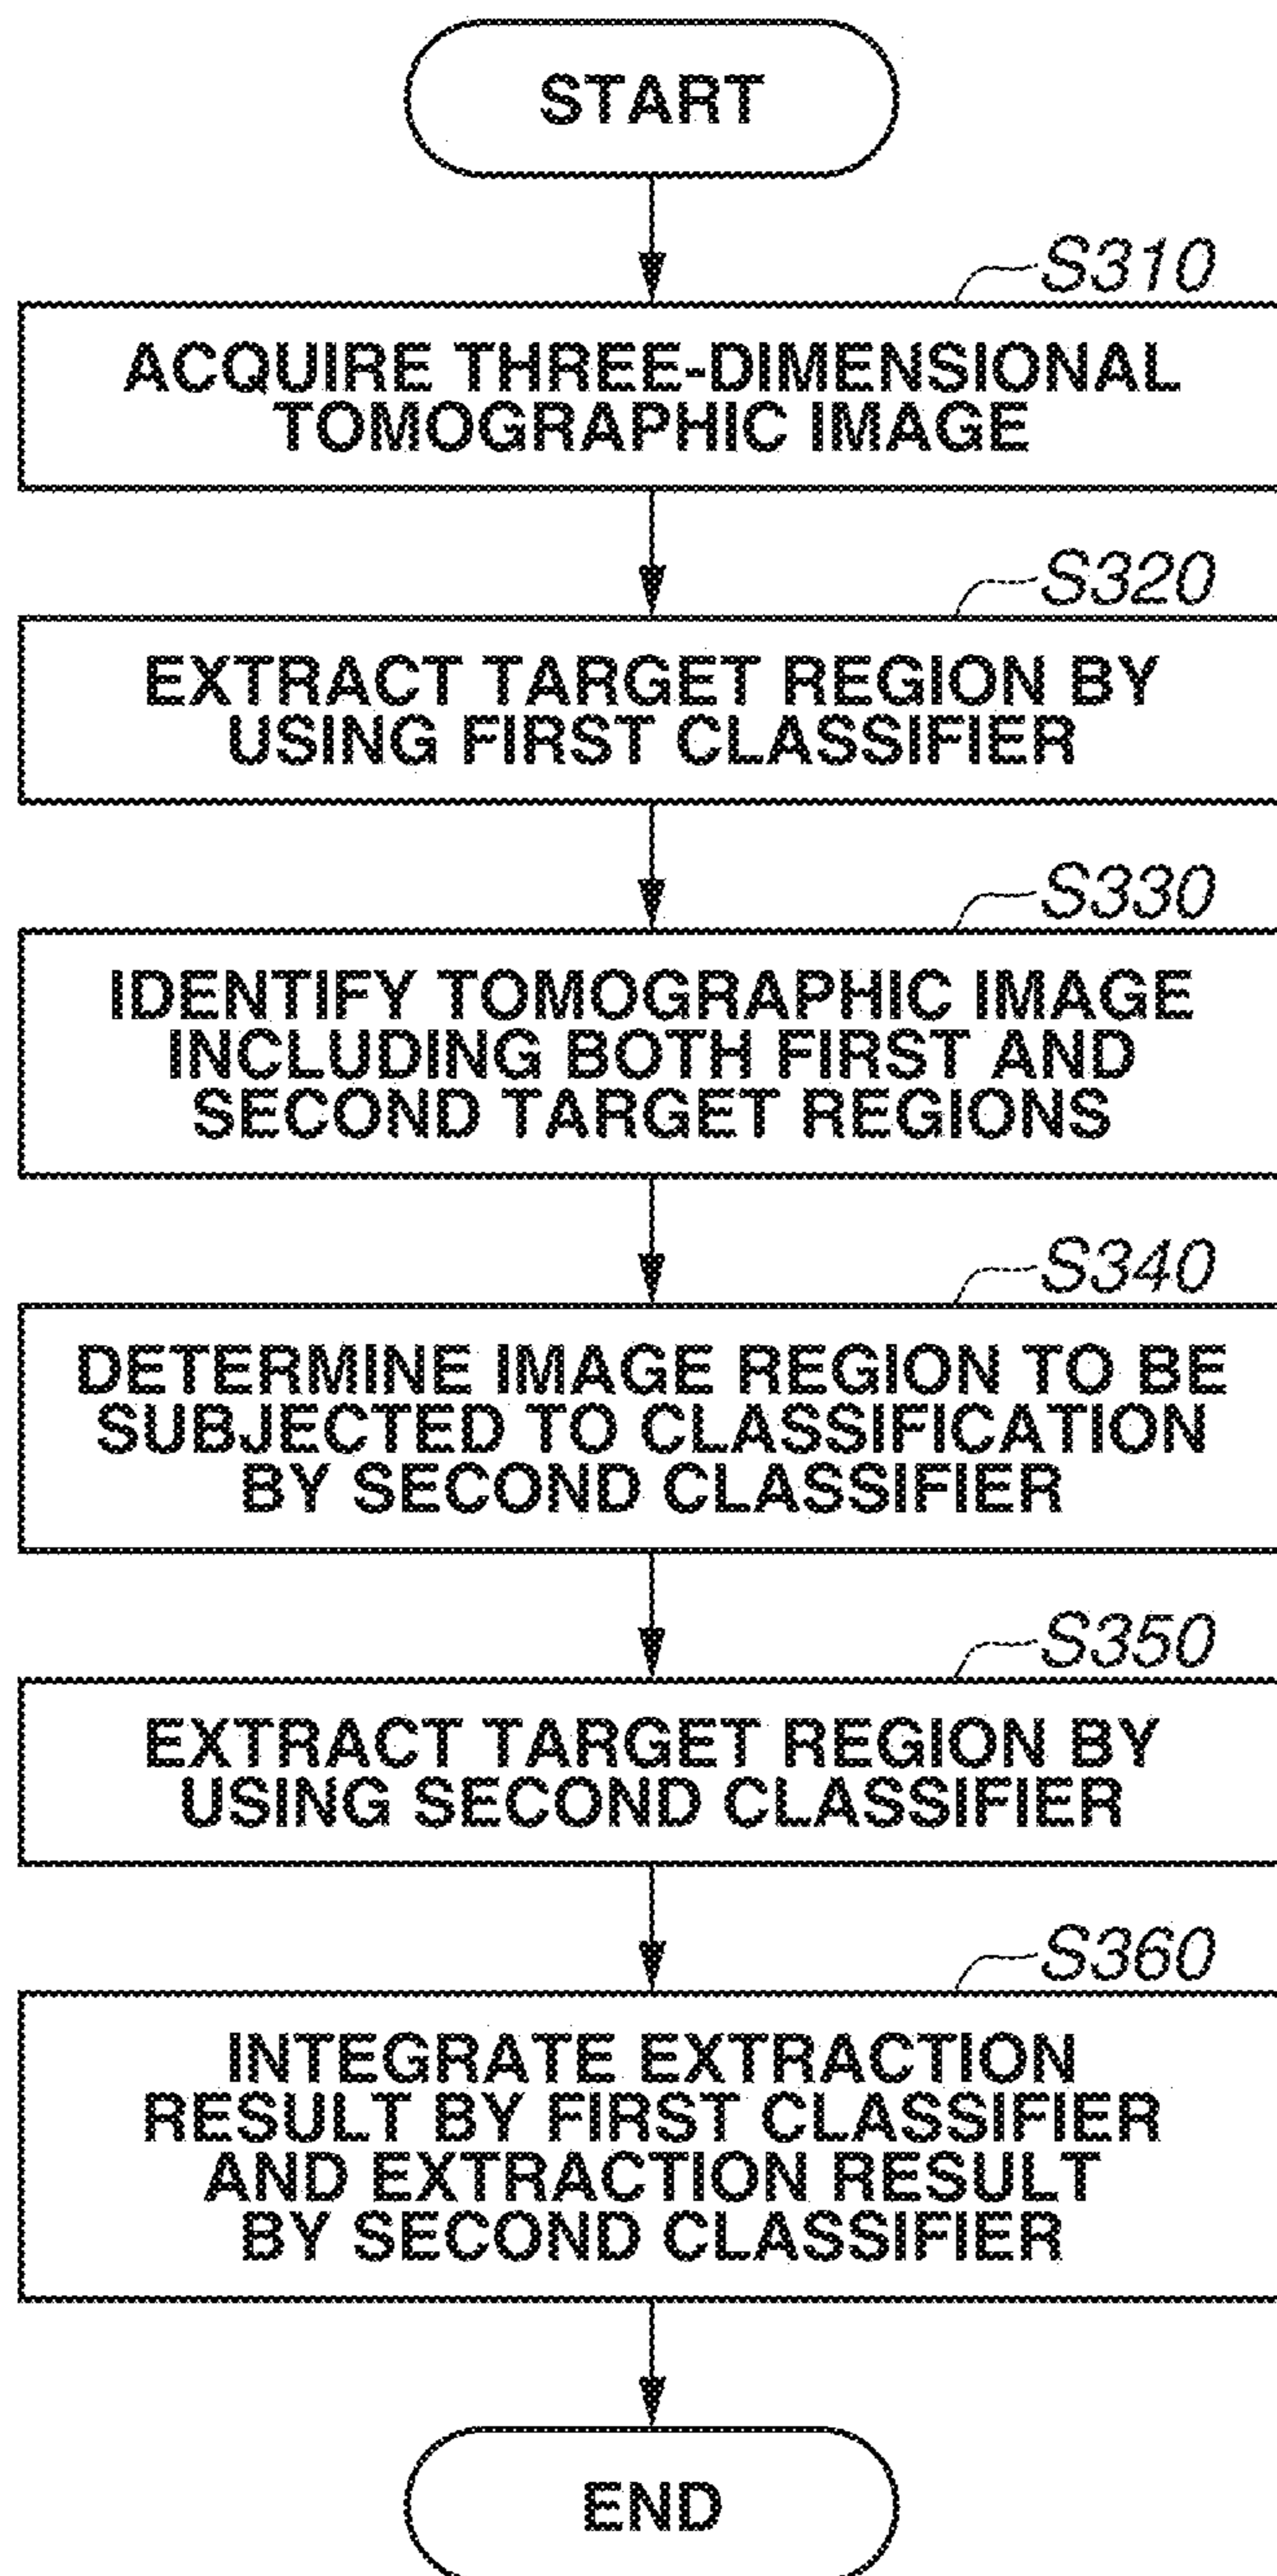 START
S310
ACQUIRE THREE-DIMENSIONAL
TOMOGRAPHIC IMAGE
S320
EXTRACT TARGET REGION BY
USING FIRST CLASSIFIER
S330
IDENTIFY TOMOGRAPHIC IMAGE
INCLUDING BOTH FIRST AND
SECOND TARGET REGIONS
S340
DETERMINE IMAGE REGION TO BE
SUBJECTED TO CLASSIFICATION
BY SECOND CLASSIFIER
S350
EXTRACT TARGET REGION BY
USING SECOND CLASSIFIER
S360
INTEGRATE EXTRACTION
RESULT BY FIRST CLASSIFIER
AND EXTRACTION RESULT
BY SECOND CLASSIFIER
END